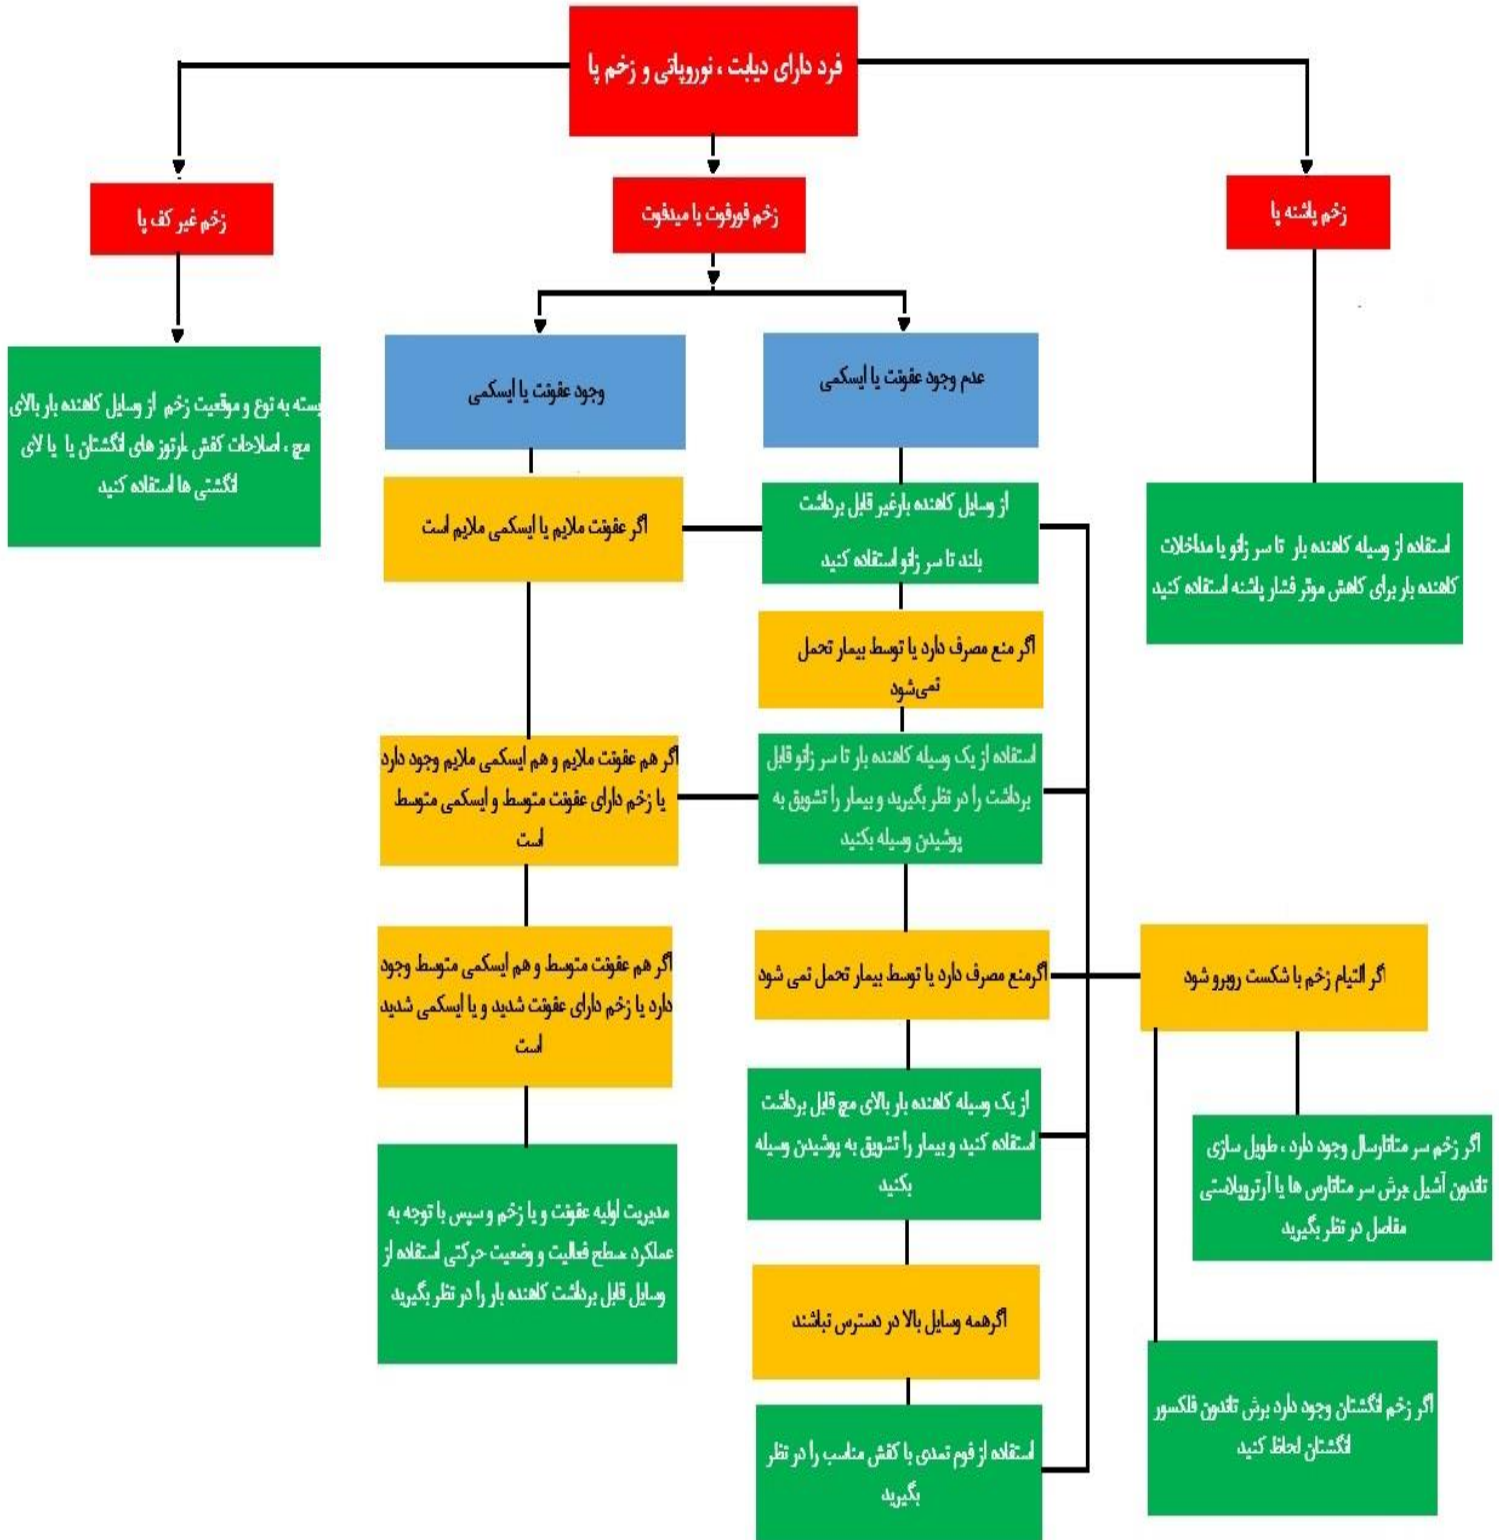 فرد دارای دیابت ، نوروپاتی و زخم پا
زخم پاشنه پا
زخم فورفوت یا میدفوت
زخم غیر کف پا
عدم وجود عفونت یا ایسکمی
وجود عفونت یا ایسکمی
بسته به نوع و موقعیت زخم از وسایل کاهنده بار بالای
مچ ، اصلاحات کفش ،ارتوز های انگشتان یا یا لای
انگشتی ها استفاده کنید
استفاده از وسیله کاهنده بار تا سر زانو یا مداخلات
کاهنده بار برای کاهش موثر فشار پاشنه استفاده کنید
از وسایل کاهنده بارغیر قابل برداشت
بلند تا سر زانو استفاده کنید
اگر عفونت ملایم یا ایسکمی ملایم است
اگر منع مصرف دارد یا توسط بیمار تحمل
نمی‌شود
استفاده از یک وسیله کاهنده بار تا سر زانو قابل
برداشت را در نظر بگیرید و بیمار را تشویق به
پوشیدن وسیله بکنید
اگر هم عفونت ملایم و هم ایسکمی ملایم وجود دارد
یا زخم دارای عفونت متوسط و ایسکمی متوسط
است
اگرمنع مصرف دارد یا توسط بیمار تحمل نمی شود
اگر التیام زخم با شکست روبرو شود
اگر هم عفونت متوسط و هم ایسکمی متوسط وجود
دارد یا زخم دارای عفونت شدید و یا ایسکمی شدید
است
از یک وسیله کاهنده بار بالای مچ قابل برداشت
استفاده کنید و بیمار را تشویق به پوشیدن وسیله
بکنید
اگر زخم سر متاتارسال وجود دارد ، طویل سازی
تاندون آشیل ،برش سر متاتارس ها یا آرتروپلاستی
مفاصل در نظر بگیرید
مدیریت اولیه عفونت و یا زخم و سپس با توجه به
عملکرد ،سطح فعالیت و وضعیت حرکتی استفاده از
وسایل قابل برداشت کاهنده بار را در نظر بگیرید
اگرهمه وسایل بالا در دسترس نباشند
اگر زخم انگشتان وجود دارد برش تاندون فلکسور
انگشتان لحاظ کنید
استفاده از فوم نمدی با کفش مناسب را در نظر
بگیرید